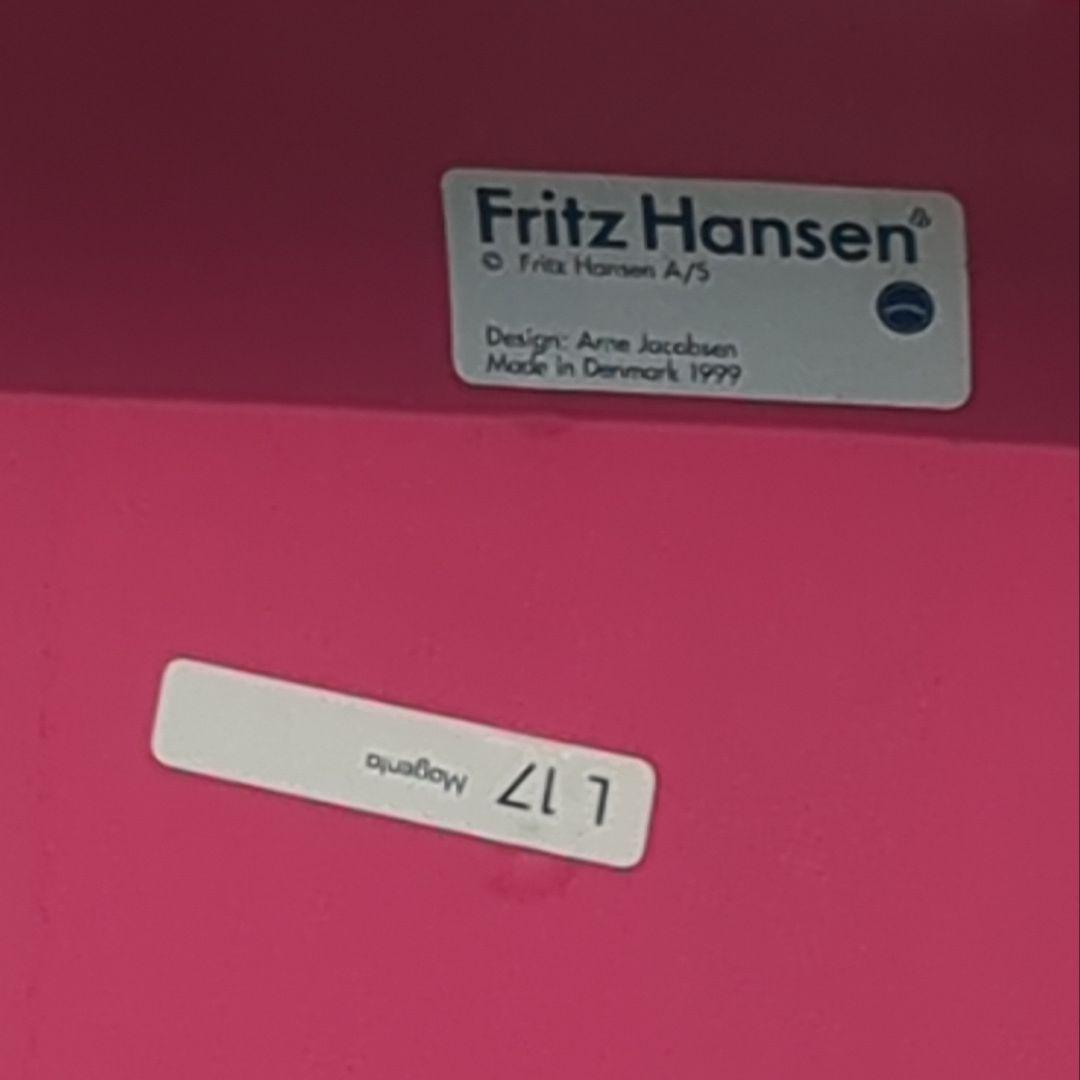 Fritz Hansen
© Fritz Hansen A/S
Design: Arne Jacobsen
Made in Denmark 1999
L 17 Magenta